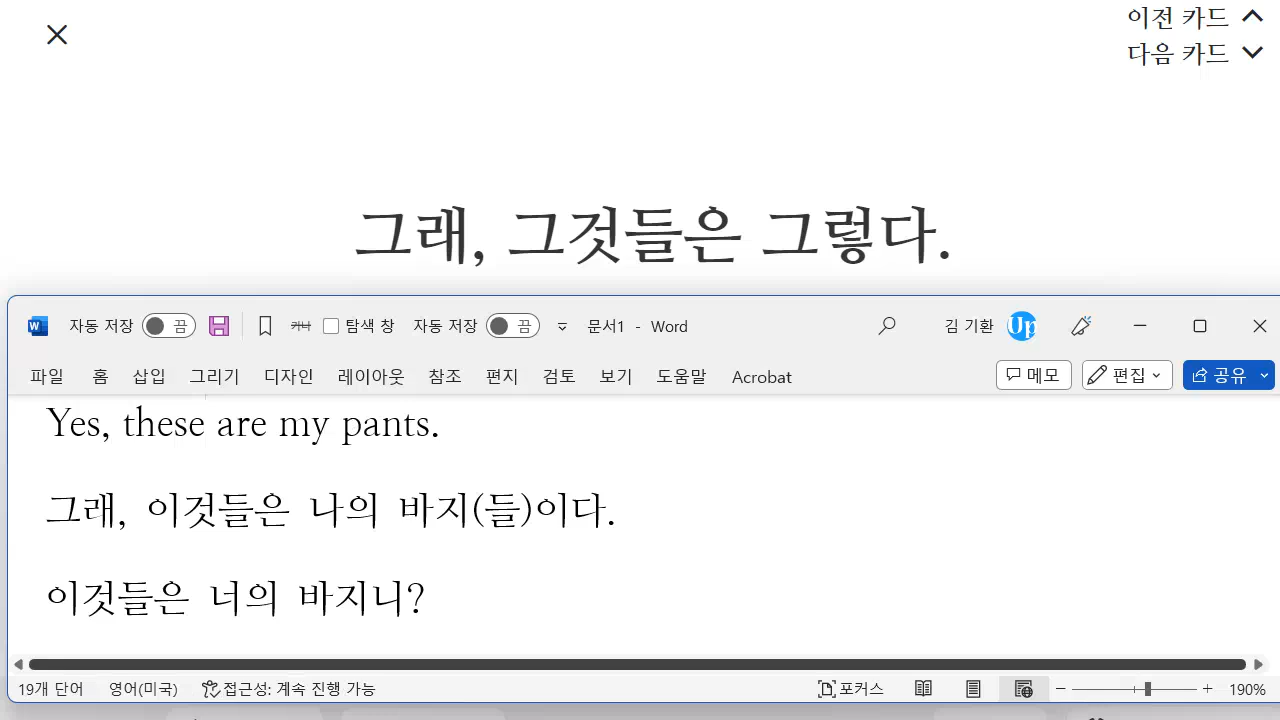 이전 카드
다음 카드
그래, 그것들은 그렇다.
자동 저장 끔 가나 탐색 창 자동 저장 끔 문서1 - Word 김 기환 Up
파일 홈 삽입 그리기 디자인 레이아웃 참조 편지 검토 보기 도움말 Acrobat 메모 편집 공유
Yes, these are my pants.
그래, 이것들은 나의 바지(들)이다.
이것들은 너의 바지니?
19개 단어 영어(미국) 접근성: 계속 진행 가능 포커스 190%